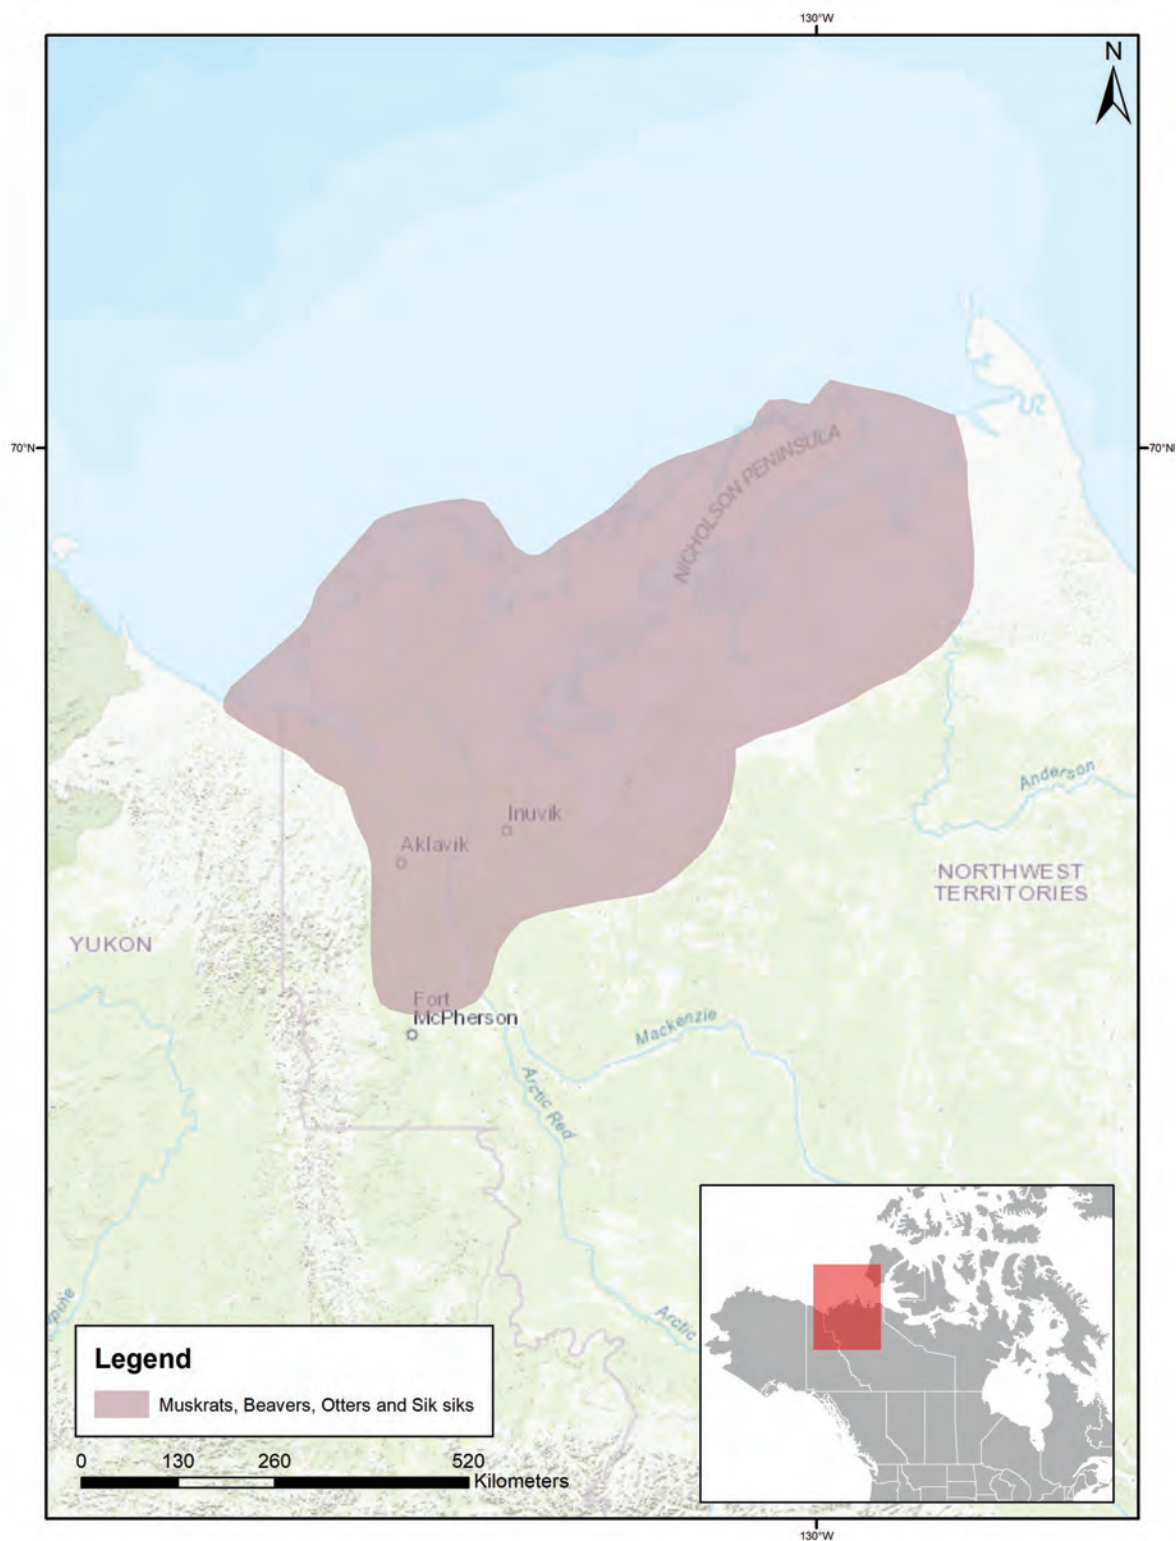 130°W
N
70°N
70°N
NICHOLSON PENINSULA
Anderson
Inuvik
Aklavik
NORTHWEST
TERRITORIES
YUKON
Fort
McPherson
Mackenzie
Arctic Red
Arctic
Legend
Muskrats, Beavers, Otters and Sik siks
0 130 260 520
Kilometers
130°W